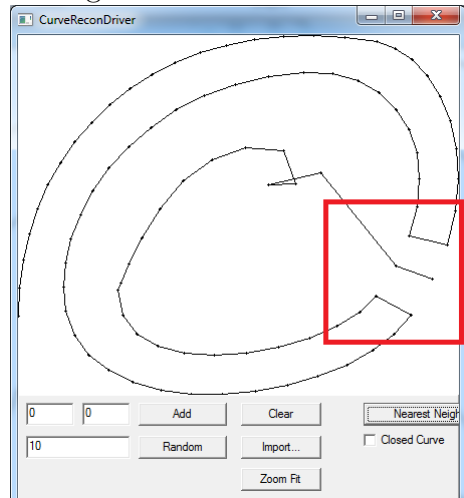 CurveReconDriver
0 0 Add Clear Nearest Neigh
10 Random Import... Closed Curve
Zoom Fit